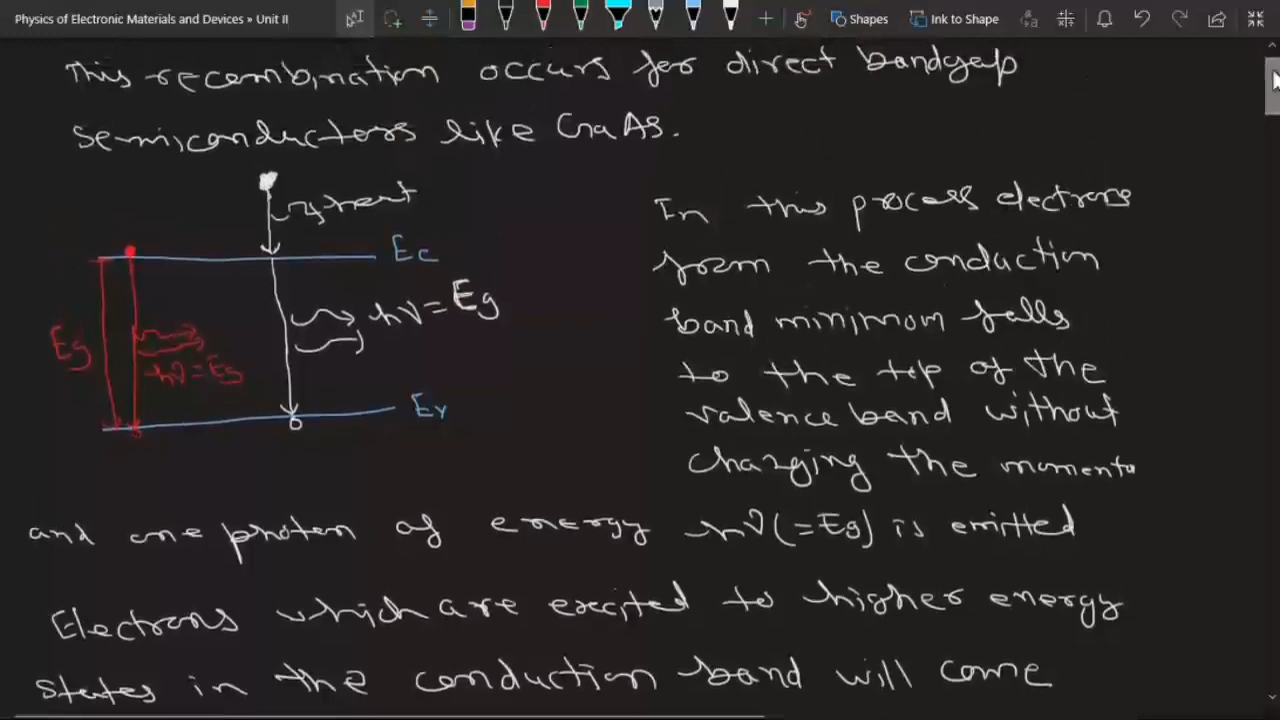 Physics of Electronic Materials and Devices » Unit II
Shapes
Ink to Shape
This recombination occurs for direct bandgap
semiconductors like GaAs.
heat
Ec
Eg
hν = Eg
hν = Eg
Ev
In this process electrons
from the conduction
band minimum falls
to the top of the
valence band without
changing the momento
and one photon of energy hν (= Eg) is emitted
Electrons which are excited to higher energy
states in the conduction band will come